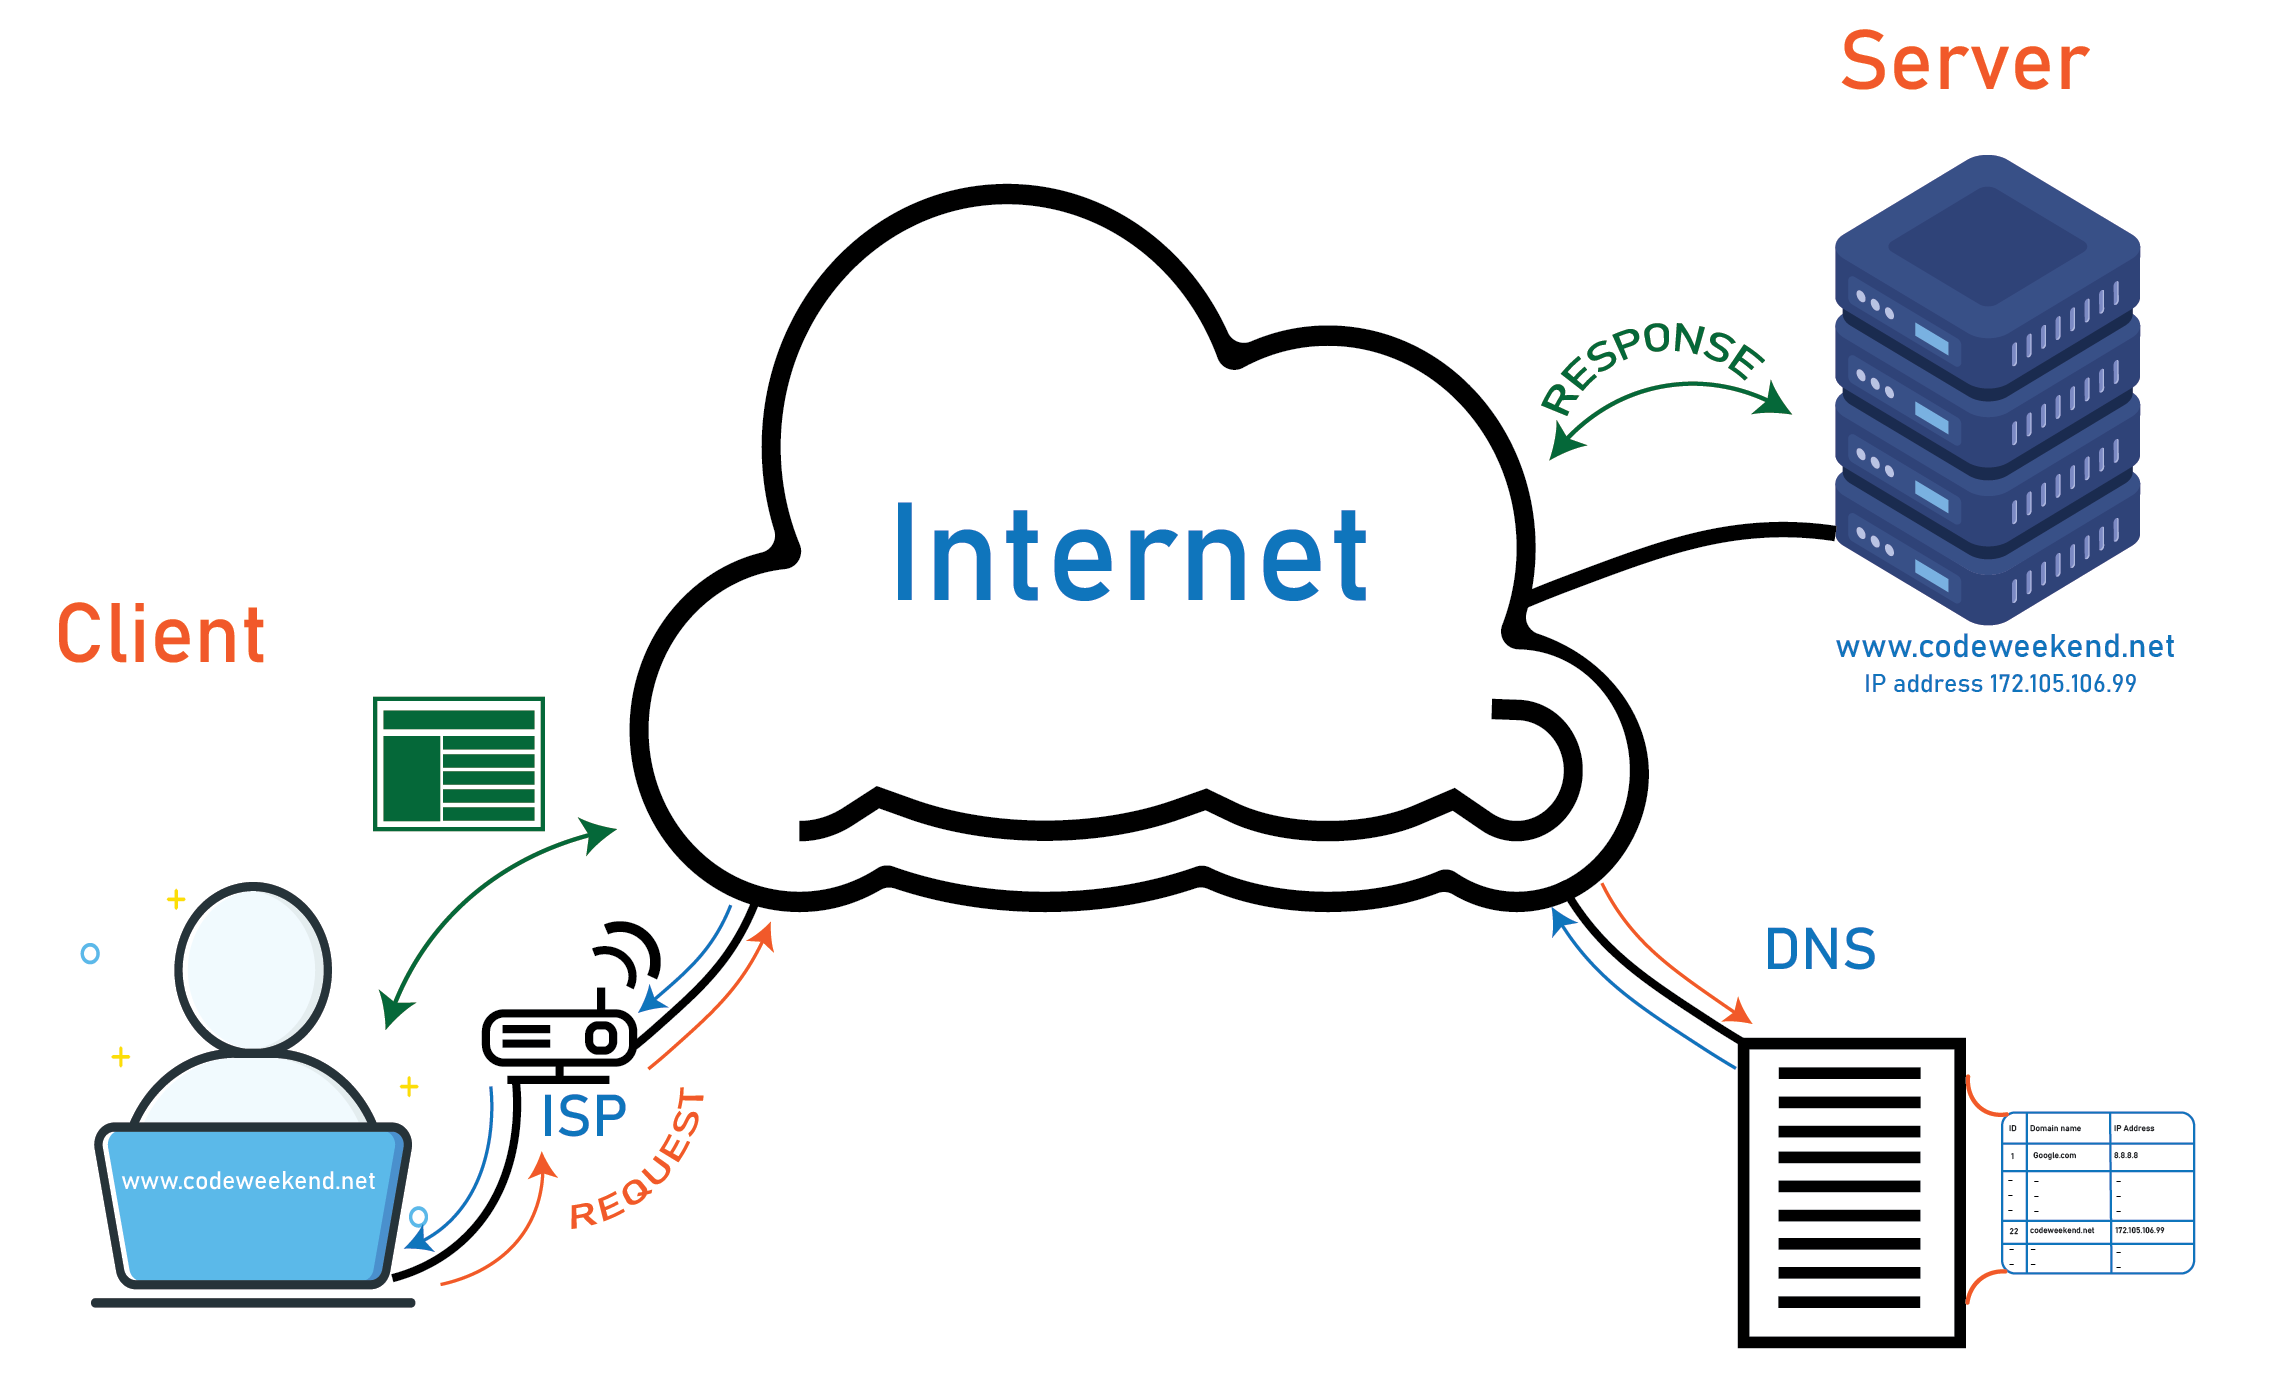 Server
RESPONSE
Internet
www.codeweekend.net
IP address 172.105.106.99
Client
DNS
ISP
REQUEST
www.codeweekend.net
ID Domain name IP Address
1 Google.com 8.8.8.8
- - -
- - -
- - -
22 codeweekend.net 172.105.106.99
- - -
- - -